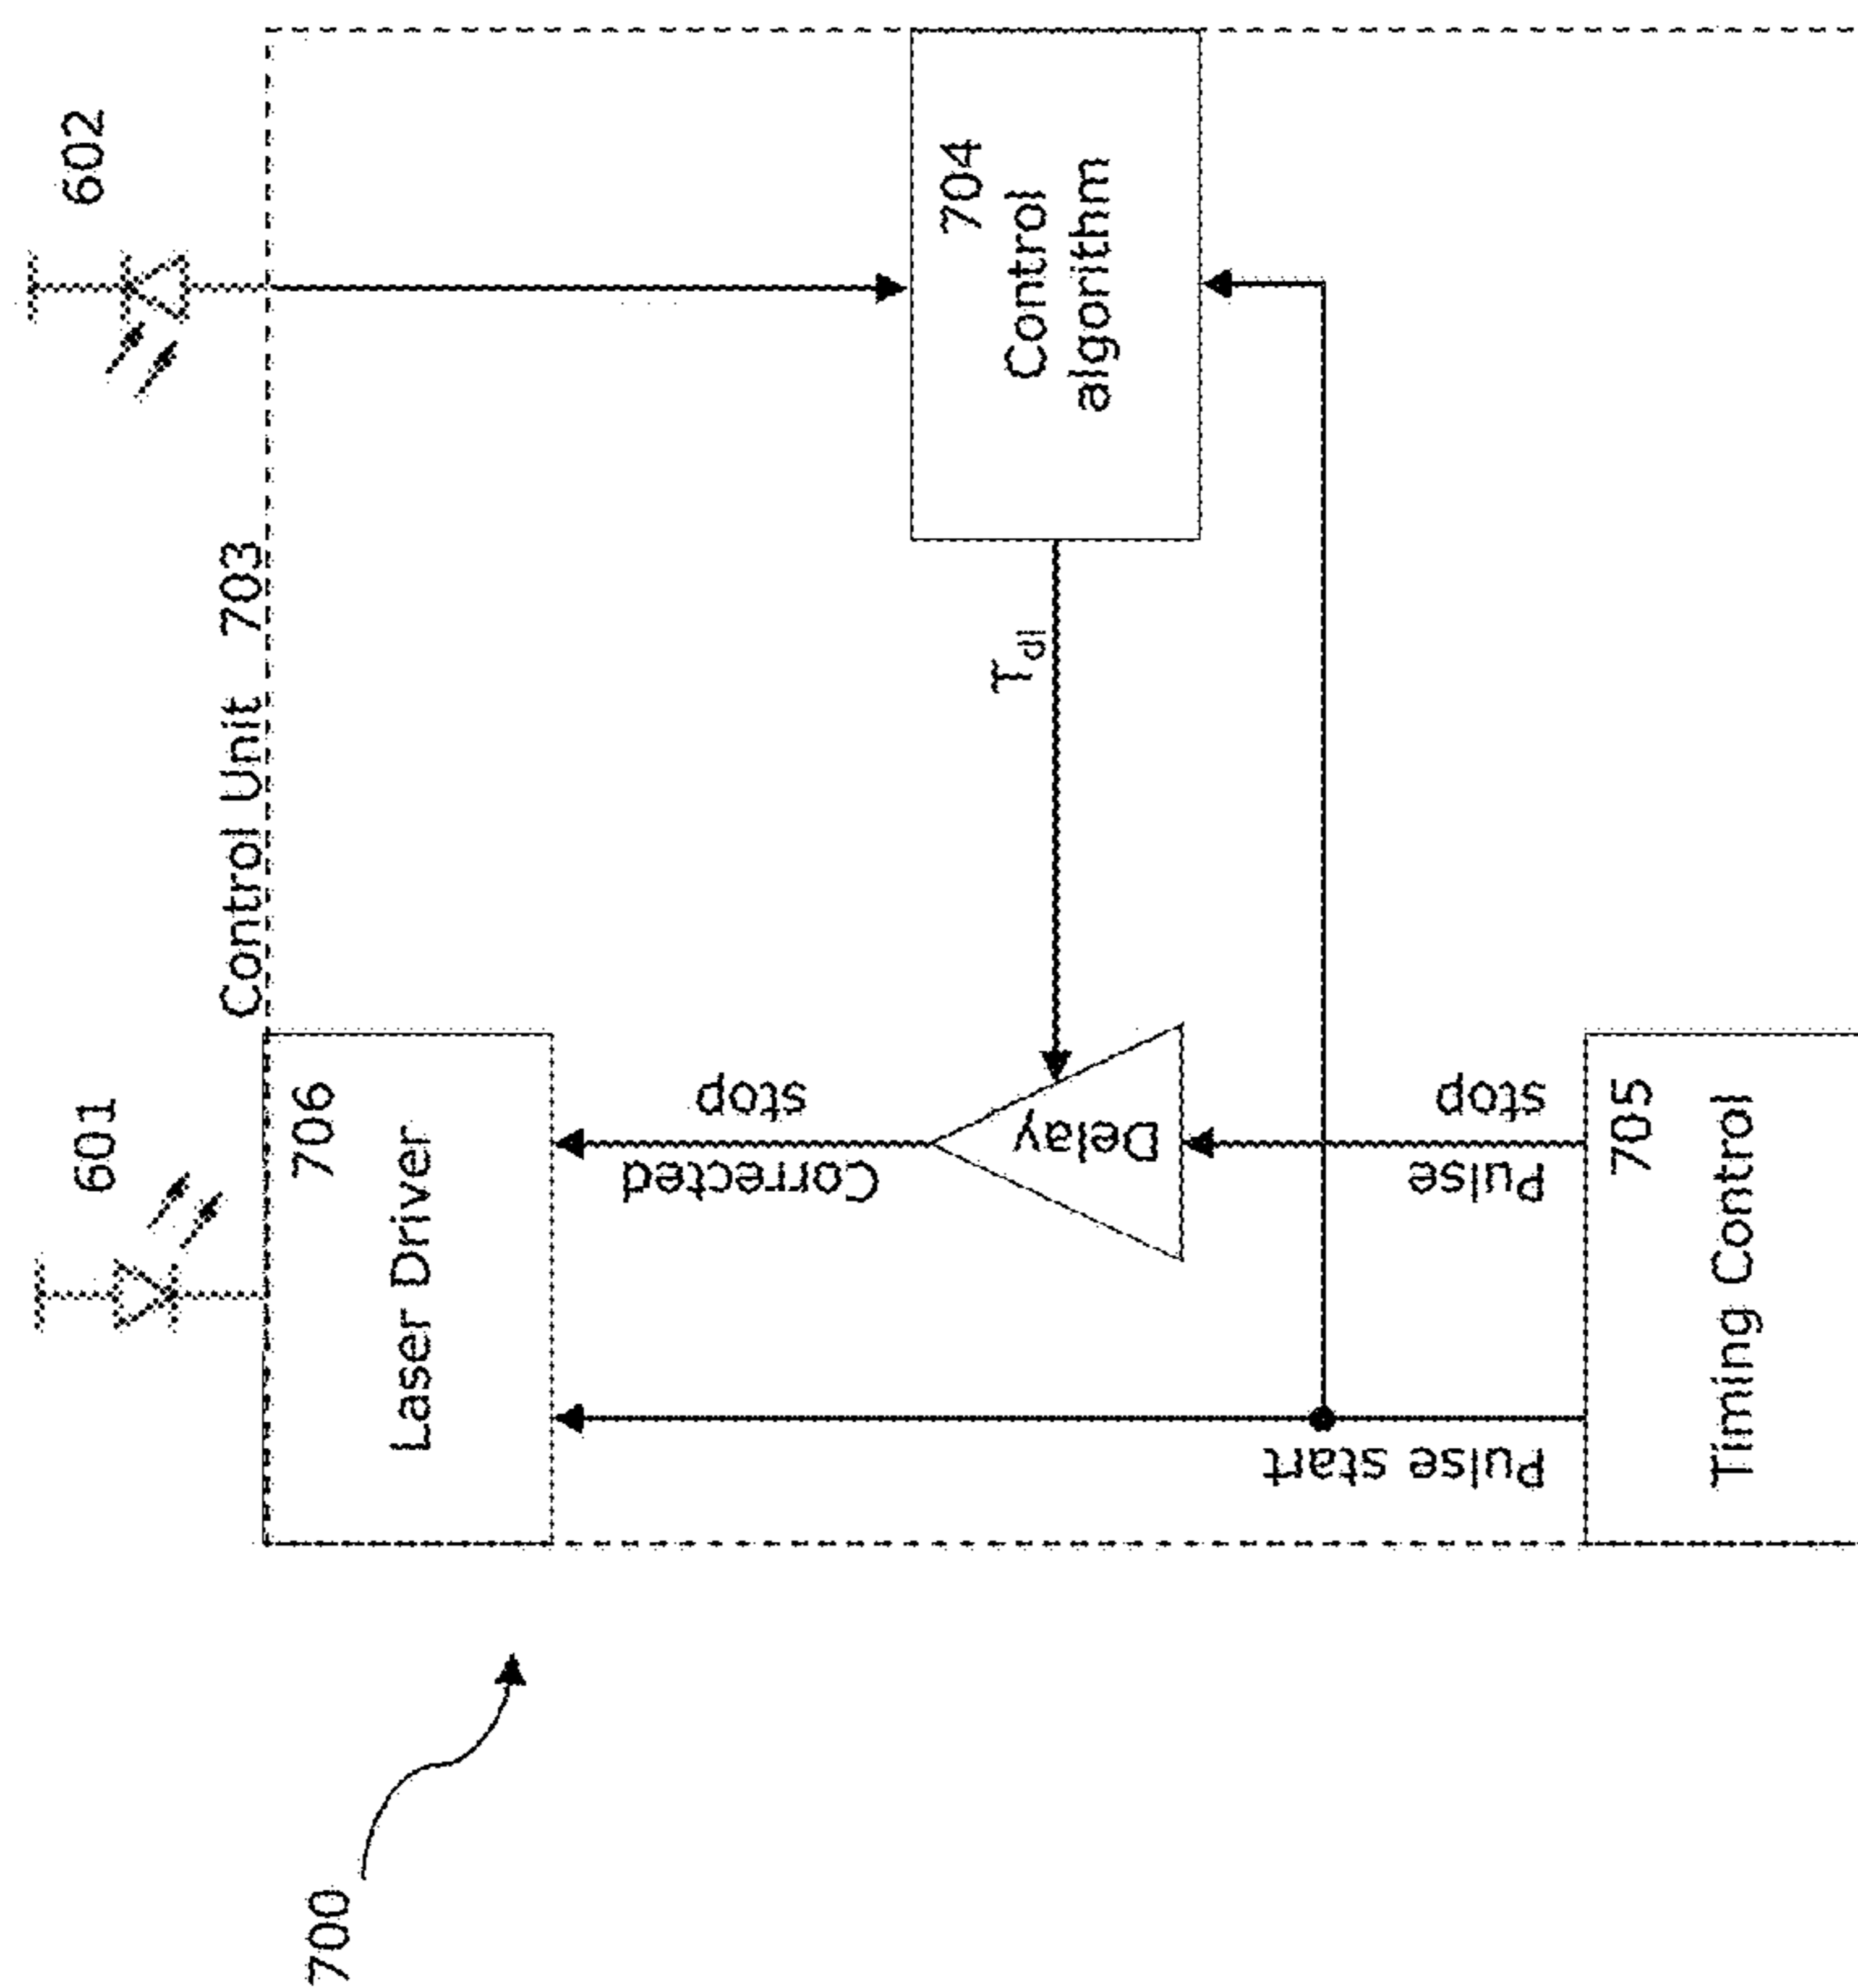 700
601
602
Control Unit 703
706
Laser Driver
Corrected
stop
Delay
T_dl
704
Control
algorithm
Pulse start
Pulse
stop
705
Timing Control